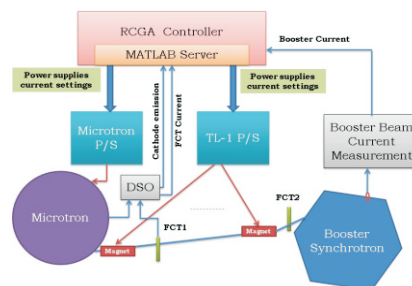 RCGA Controller
MATLAB Server
Booster Current
Power supplies
current settings
Cathode emission
FCT Current
Power supplies
current settings
Microtron
P/S
TL-1 P/S
Booster Beam
Current
Measurement
DSO
Microtron
FCT1
FCT2
Magnet
Magnet
Booster
Synchrotron